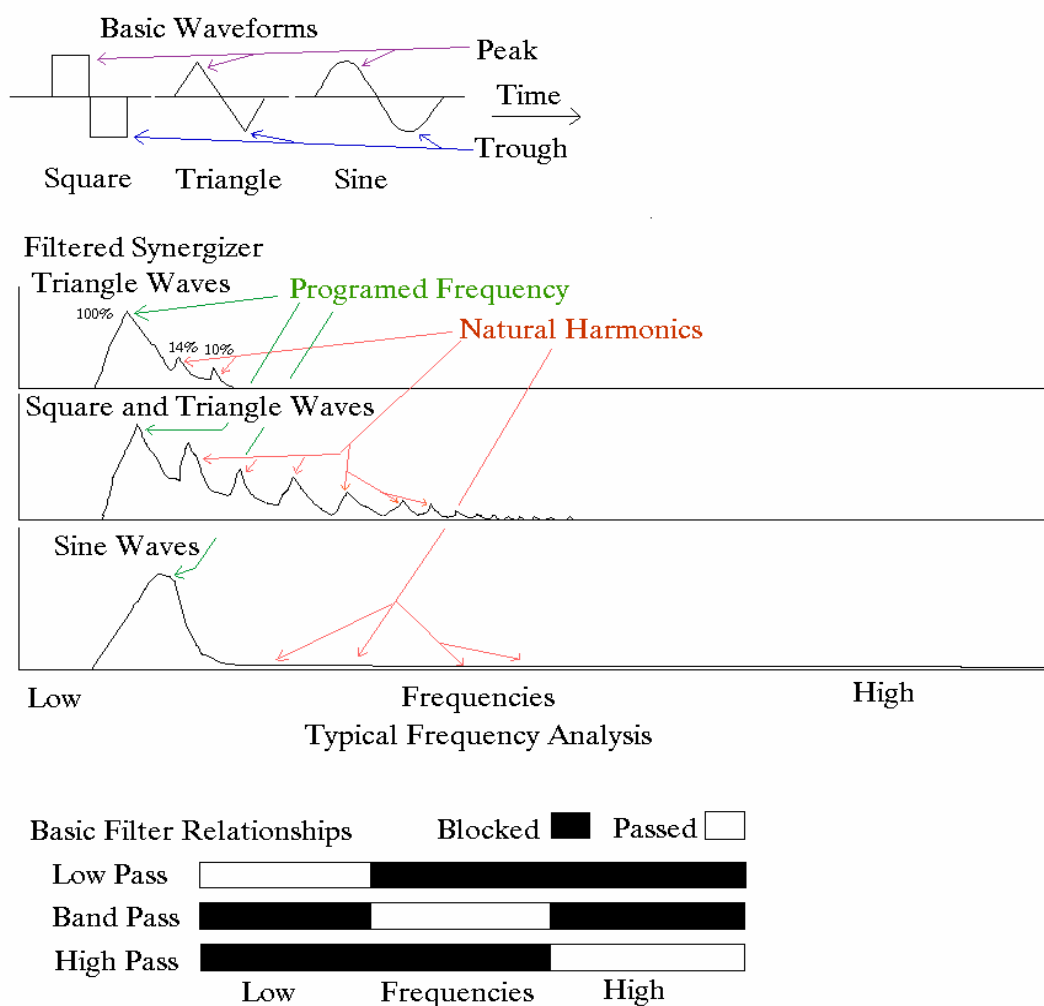 Basic Waveforms
Peak
Time
Trough
Square Triangle Sine
Filtered Synergizer
Triangle Waves
Programed Frequency
100%
14% 10%
Natural Harmonics
Square and Triangle Waves
Sine Waves
Low Frequencies High
Typical Frequency Analysis
Basic Filter Relationships Blocked Passed
Low Pass
Band Pass
High Pass
Low Frequencies High